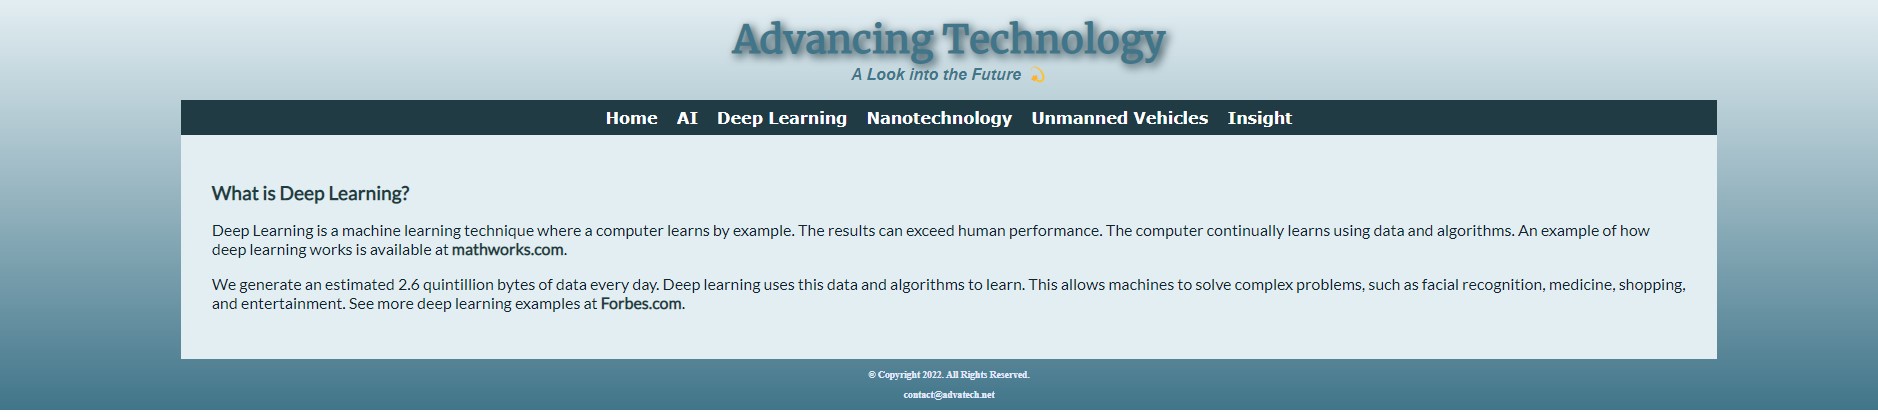 Advancing Technology
A Look into the Future 💫
Home AI Deep Learning Nanotechnology Unmanned Vehicles Insight
What is Deep Learning?
Deep Learning is a machine learning technique where a computer learns by example. The results can exceed human performance. The computer continually learns using data and algorithms. An example of how
deep learning works is available at mathworks.com.
We generate an estimated 2.6 quintillion bytes of data every day. Deep learning uses this data and algorithms to learn. This allows machines to solve complex problems, such as facial recognition, medicine, shopping,
and entertainment. See more deep learning examples at Forbes.com.
© Copyright 2022. All Rights Reserved.
contact@advatech.net